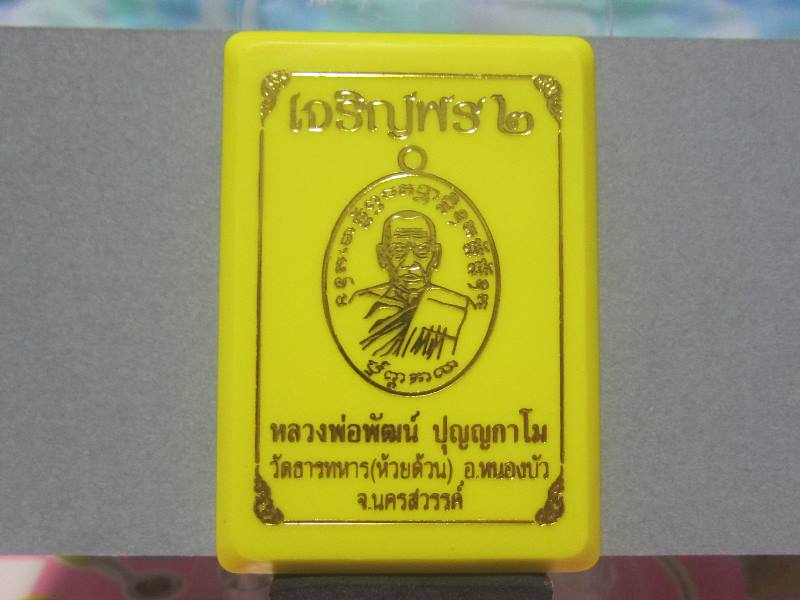 เจริญพร ๒
หลวงพ่อพัฒน์ ปุญญกาโม
วัดธารทหาร(ห้วยด้วน) อ.หนองบัว
จ.นครสวรรค์